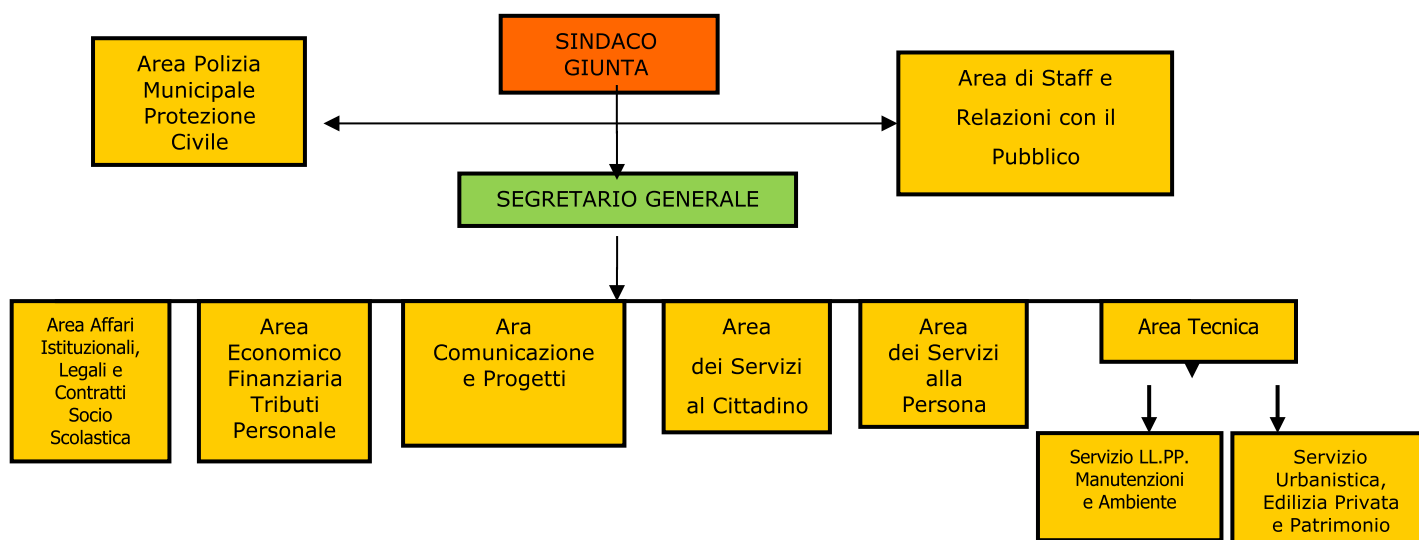 SINDACO
GIUNTA
Area Polizia
Municipale
Protezione
Civile
Area di Staff e
Relazioni con il
Pubblico
SEGRETARIO GENERALE
Area Affari
Istituzionali,
Legali e
Contratti
Socio
Scolastica
Area
Economico
Finanziaria
Tributi
Personale
Ara
Comunicazione
e Progetti
Area
dei Servizi
al Cittadino
Area
dei Servizi
alla
Persona
Area Tecnica
Servizio LL.PP.
Manutenzioni
e Ambiente
Servizio
Urbanistica,
Edilizia Privata
e Patrimonio